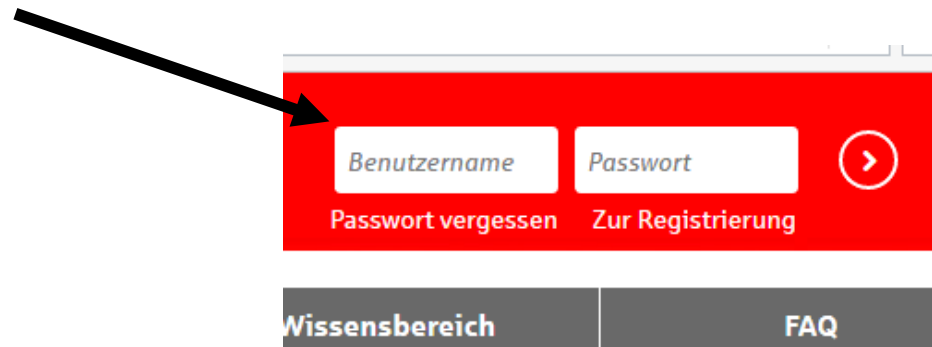 Benutzername Passwort
Passwort vergessen Zur Registrierung
Wissensbereich FAQ